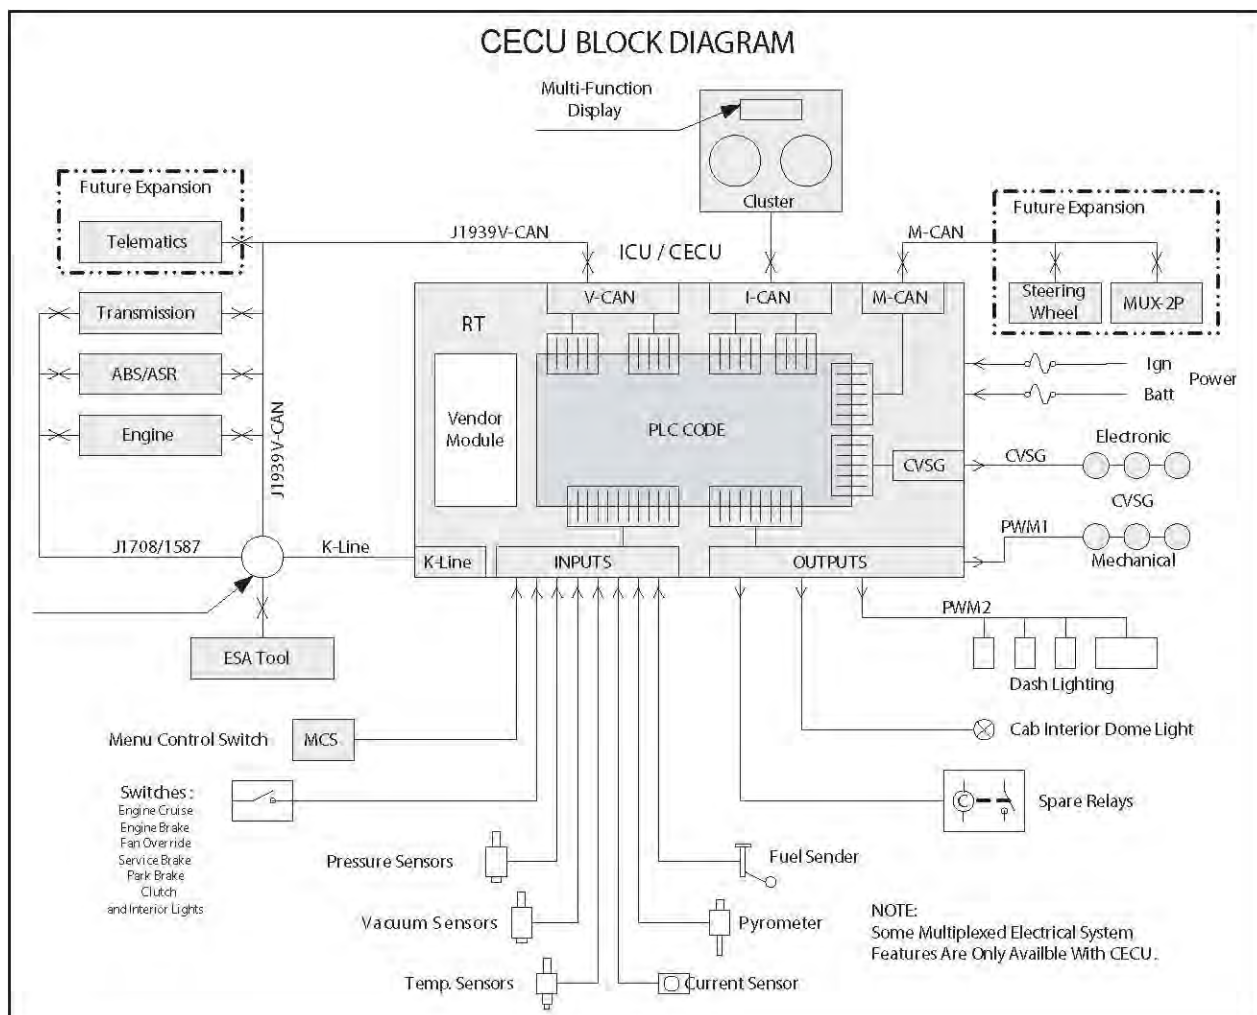 CECU BLOCK DIAGRAM
Multi-Function
Display
Cluster
Future Expansion
Telematics
J1939V-CAN
ICU / CECU
M-CAN
Future Expansion
Steering
Wheel
MUX-2P
Transmission
ABS/ASR
Engine
J1939V-CAN
V-CAN
I-CAN
M-CAN
RT
Vendor
Module
PLC CODE
Ign
Batt
Power
CVSG
CVSG
Electronic
CVSG
PWM1
Mechanical
J1708/1587
K-Line
K-Line
INPUTS
OUTPUTS
ESA Tool
PWM2
Dash Lighting
Menu Control Switch
MCS
Cab Interior Dome Light
Switches :
Engine Cruise
Engine Brake
Fan Override
Service Brake
Park Brake
Clutch
and Interior Lights
Spare Relays
Pressure Sensors
Fuel Sender
Vacuum Sensors
Pyrometer
Temp. Sensors
Current Sensor
NOTE:
Some Multiplexed Electrical System
Features Are Only Availble With CECU.